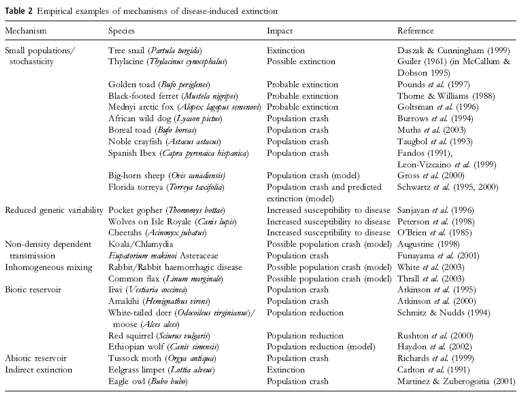 Table 2 Empirical examples of mechanisms of disease-induced extinction
Mechanism Species Impact Reference
Small populations/ Tree snail (Partula turgida) Extinction Daszak & Cunningham (1999)
stochasticity Thylacine (Thylacinus cynocephalus) Possible extinction Guiler (1961) (in McCallum &
Dobson 1995)
Golden toad (Bufo periglenes) Probable extinction Pounds et al. (1997)
Black-footed ferret (Mustela nigripes) Probable extinction Thorne & Williams (1988)
Mednyi arctic fox (Alopex lagopus semenovi) Probable extinction Goltsman et al. (1996)
African wild dog (Lycaon pictus) Population crash Burrows et al. (1994)
Boreal toad (Bufo boreas) Population crash Muths et al. (2003)
Noble crayfish (Astacus astacus) Population crash Taugbol et al. (1993)
Spanish Ibex (Capra pyrenaica hispanica) Population crash Fandos (1991),
Leon-Vizcaino et al. (1999)
Big-horn sheep (Ovis canadensis) Population crash (model) Gross et al. (2000)
Florida torreya (Torreya taxifolia) Population crash and predicted Schwartz et al. (1995, 2000)
extinction (model)
Reduced genetic variability Pocket gopher (Thomomys bottae) Increased susceptibility to disease Sanjayan et al. (1996)
Wolves on Isle Royale (Canis lupis) Increased susceptibility to disease Peterson et al. (1998)
Cheetahs (Acinonyx jubatus) Increased susceptibility to disease O'Brien et al. (1985)
Non-density dependent Koala/Chlamydia Possible population crash (model) Augustine (1998)
transmission Eupatorium makinoi Asteraceae Population crash Funayama et al. (2001)
Inhomogeneous mixing Rabbit/Rabbit haemorrhagic disease Possible population crash (model) White et al. (2003)
Common flax (Linum marginale) Possible population crash (model) Thrall et al. (2003)
Biotic reservoir Iiwi (Vestiaria coccinea) Population crash Atkinson et al. (1995)
Amakihi (Hemignathus virens) Population crash Atkinson et al. (2000)
White-tailed deer (Odocoileus virginianus)/ Population reduction Schmitz & Nudds (1994)
moose (Alces alces)
Red squirrel (Sciurus vulgaris) Population reduction Rushton et al. (2000)
Ethiopian wolf (Canis simensis) Population reduction (model) Haydon et al. (2002)
Abiotic reservoir Tussock moth (Orgya antiqua) Population crash Richards et al. (1999)
Indirect extinction Eelgrass limpet (Lottia alveus) Extinction Carlton et al. (1991)
Eagle owl (Bubo bubo) Population crash Martinez & Zuberogoitia (2001)